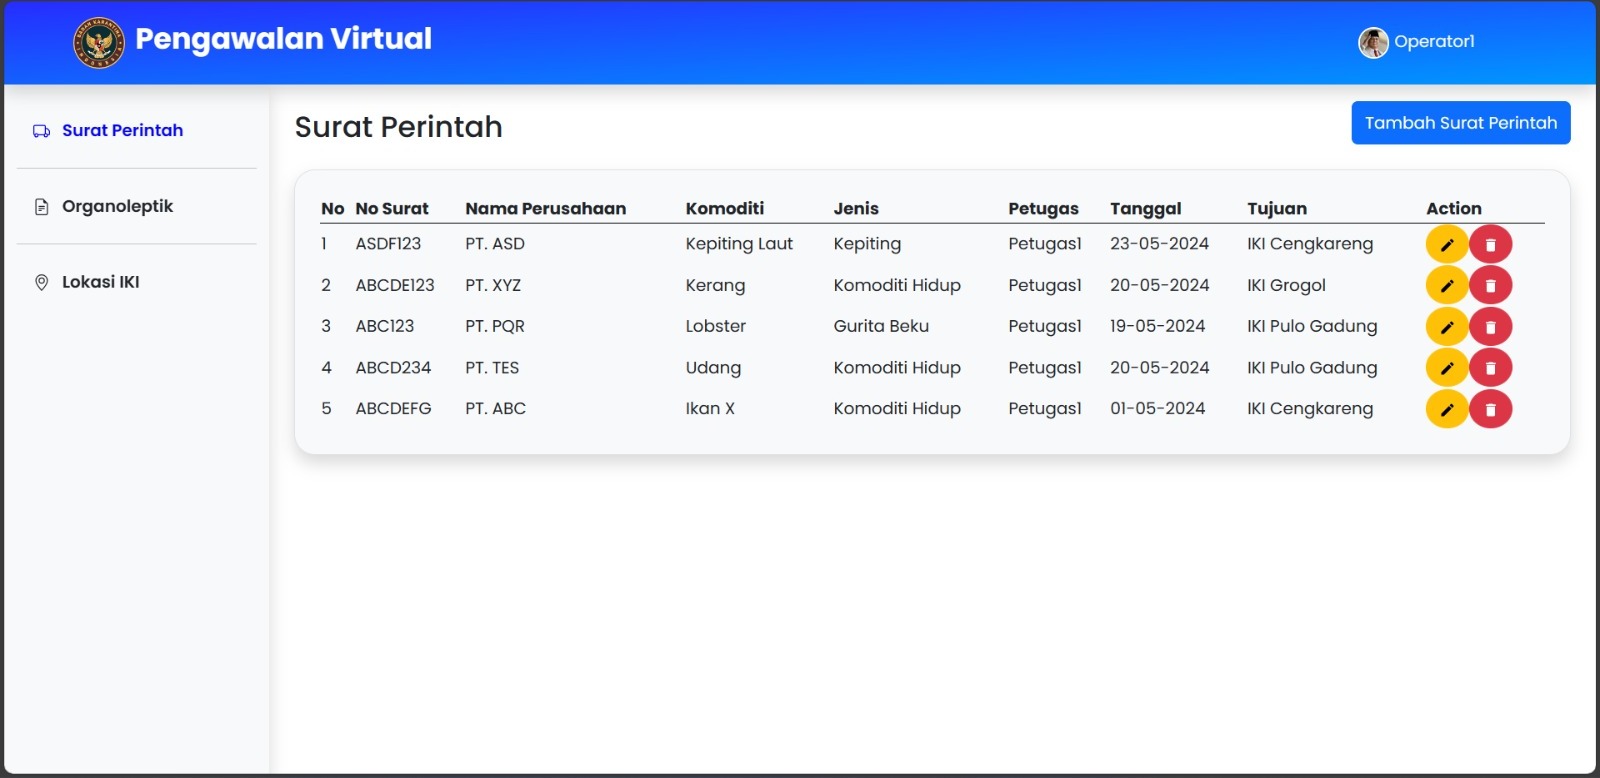 Pengawalan Virtual
Operator1
Surat Perintah
Organoleptik
Lokasi IKI
Surat Perintah
Tambah Surat Perintah
No No Surat Nama Perusahaan Komoditi Jenis Petugas Tanggal Tujuan Action
1 ASDF123 PT. ASD Kepiting Laut Kepiting Petugas1 23-05-2024 IKI Cengkareng
2 ABCDE123 PT. XYZ Kerang Komoditi Hidup Petugas1 20-05-2024 IKI Grogol
3 ABC123 PT. PQR Lobster Gurita Beku Petugas1 19-05-2024 IKI Pulo Gadung
4 ABCD234 PT. TES Udang Komoditi Hidup Petugas1 20-05-2024 IKI Pulo Gadung
5 ABCDEFG PT. ABC Ikan X Komoditi Hidup Petugas1 01-05-2024 IKI Cengkareng